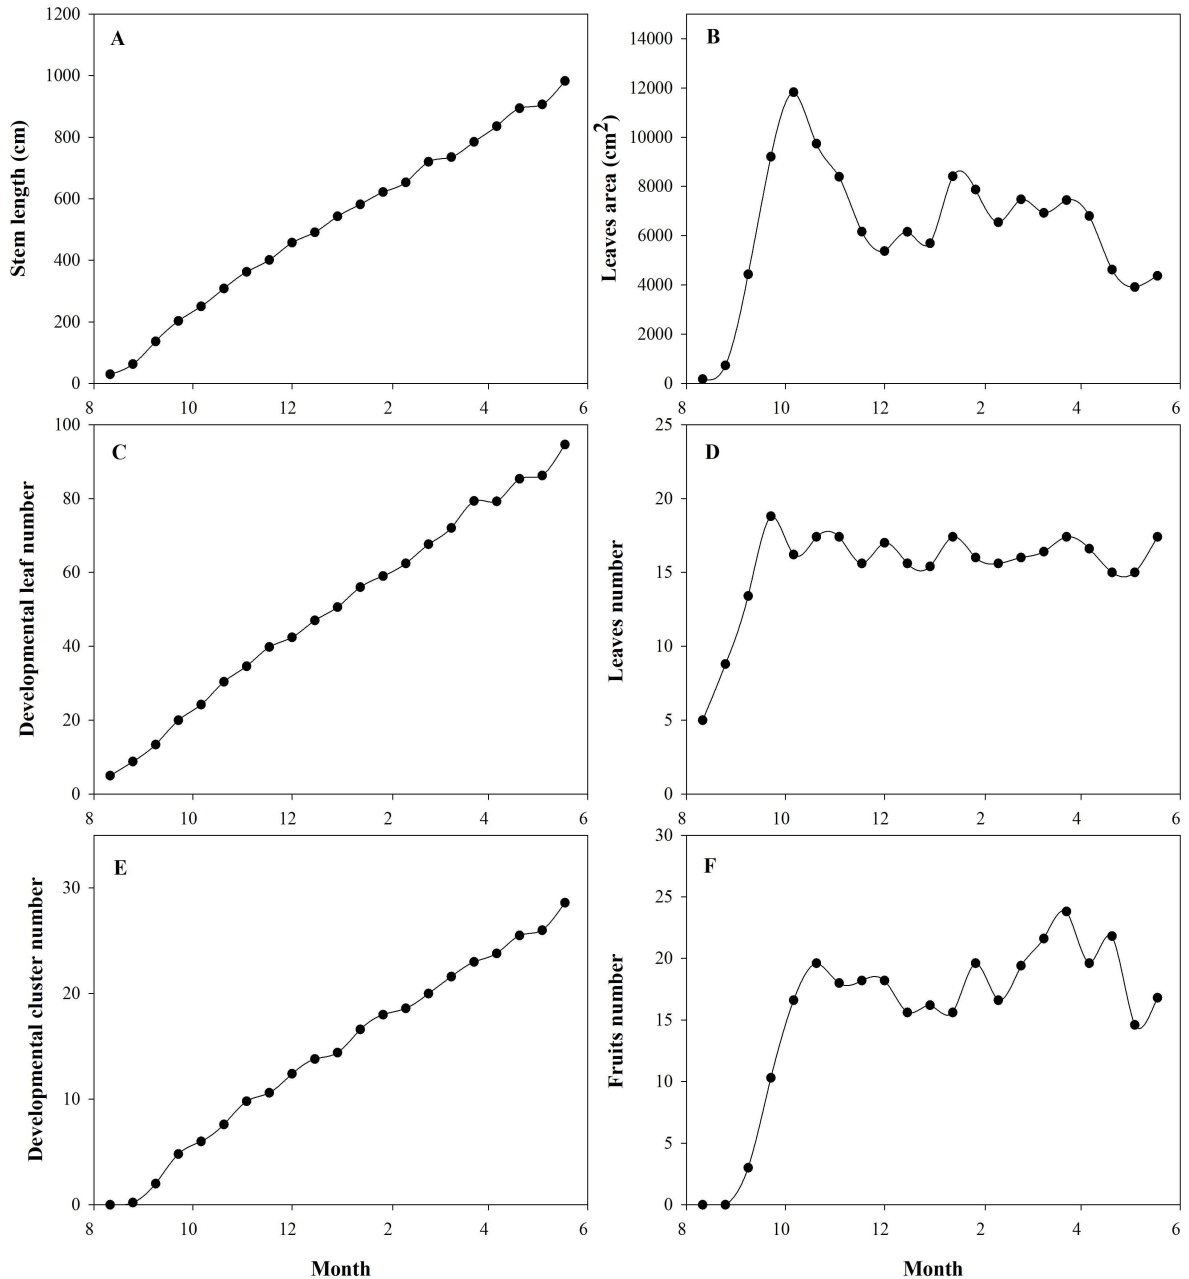 A
Stem length (cm)
1200
1000
800
600
400
200
0
8 10 12 2 4 6
B
Leaves area (cm²)
14000
12000
10000
8000
6000
4000
2000
0
8 10 12 2 4 6
C
Developmental leaf number
100
80
60
40
20
0
8 10 12 2 4 6
D
Leaves number
25
20
15
10
5
0
8 10 12 2 4 6
E
Developmental cluster number
30
20
10
0
8 10 12 2 4 6
Month
F
Fruits number
30
25
20
15
10
5
0
8 10 12 2 4 6
Month